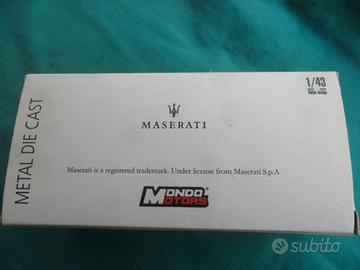 METAL DIE CAST
1/43
MASERATI
Maserati is a registered trademark. Under license from Maserati S.p.A
MONDO
MOTORS
subito